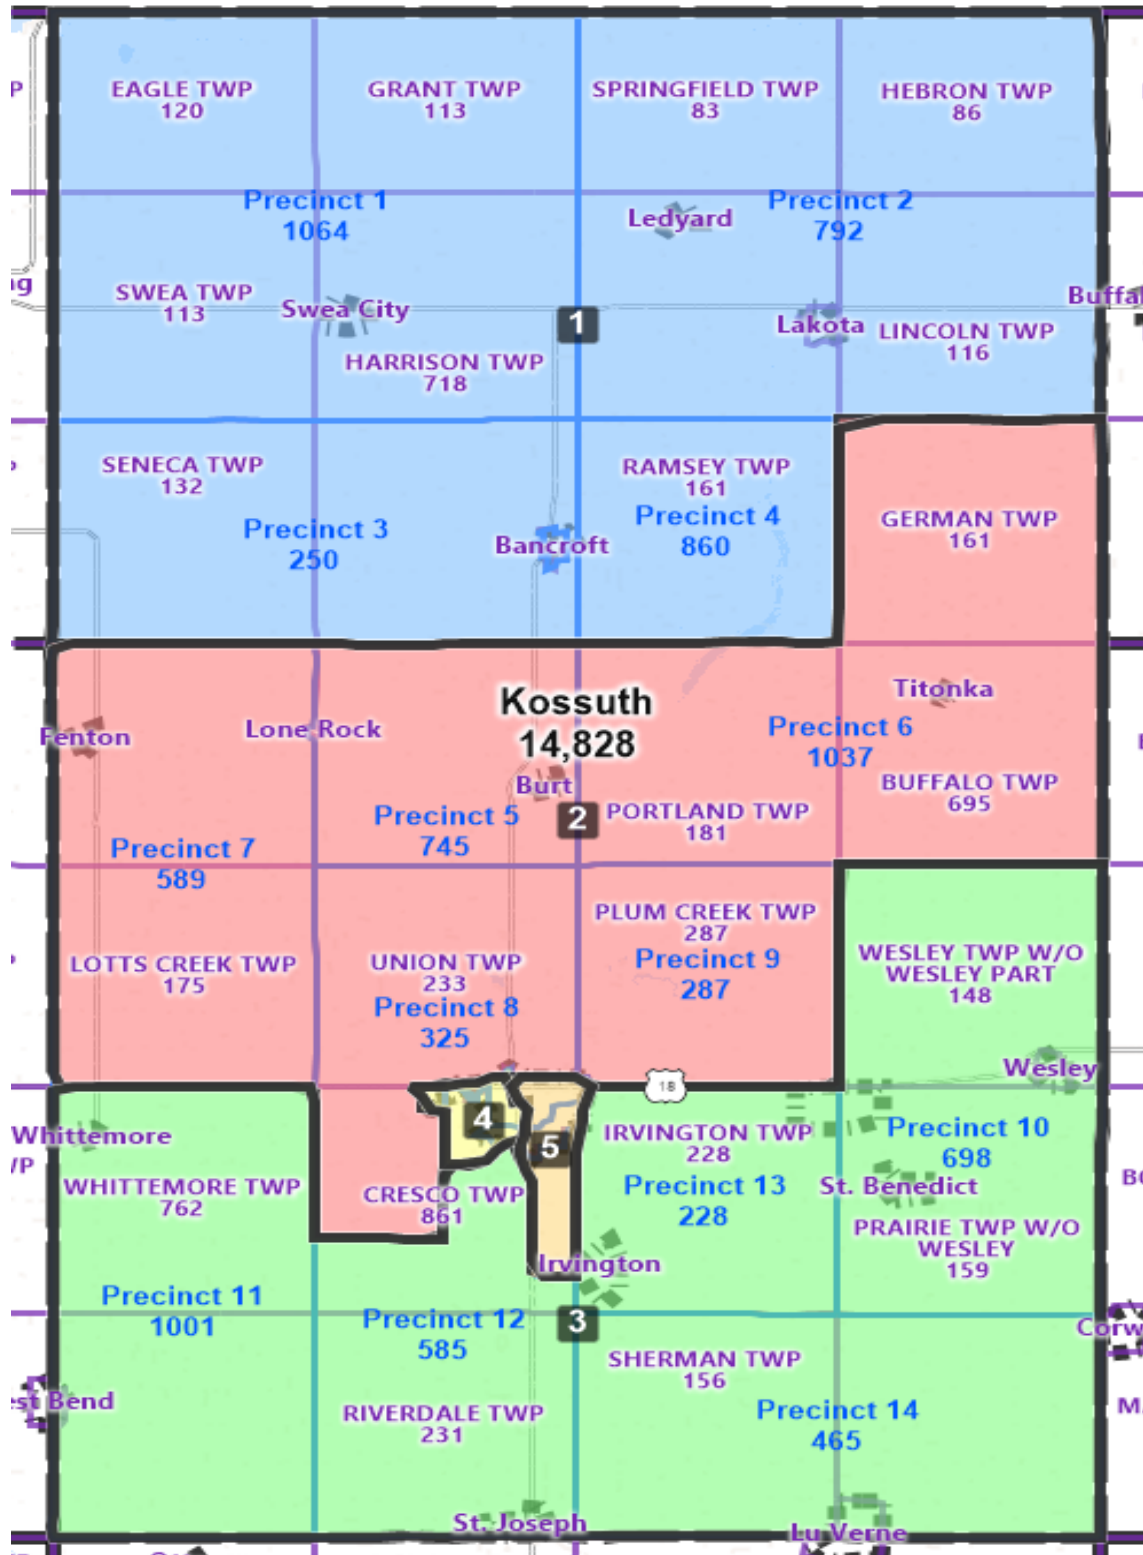 EAGLE TWP
120
GRANT TWP
113
SPRINGFIELD TWP
83
HEBRON TWP
86
P
Precinct 1
1064
Precinct 2
792
Ledyard
ng
SWEA TWP
113
Swea City
1
Lakota
Buffal
LINCOLN TWP
116
HARRISON TWP
718
SENECA TWP
132
RAMSEY TWP
161
Precinct 3
250
Precinct 4
860
Bancroft
GERMAN TWP
161
Kossuth
14,828
Titonka
Fenton
Lone Rock
Precinct 6
1037
Burt
BUFFALO TWP
695
Precinct 5
745
2
PORTLAND TWP
181
Precinct 7
589
PLUM CREEK TWP
287
Precinct 9
287
WESLEY TWP W/O
WESLEY PART
148
LOTTS CREEK TWP
175
UNION TWP
233
Precinct 8
325
Wesley
18
4
5
Whittemore
VP
IRVINGTON TWP
228
Precinct 10
698
WHITTEMORE TWP
762
CRESCO TWP
861
Precinct 13
228
St. Benedict
BO
PRAIRIE TWP W/O
WESLEY
159
Irvington
Precinct 11
1001
Precinct 12
585
3
Corw
SHERMAN TWP
156
est Bend
RIVERDALE TWP
231
Precinct 14
465
M
St. Joseph
Lu Verne